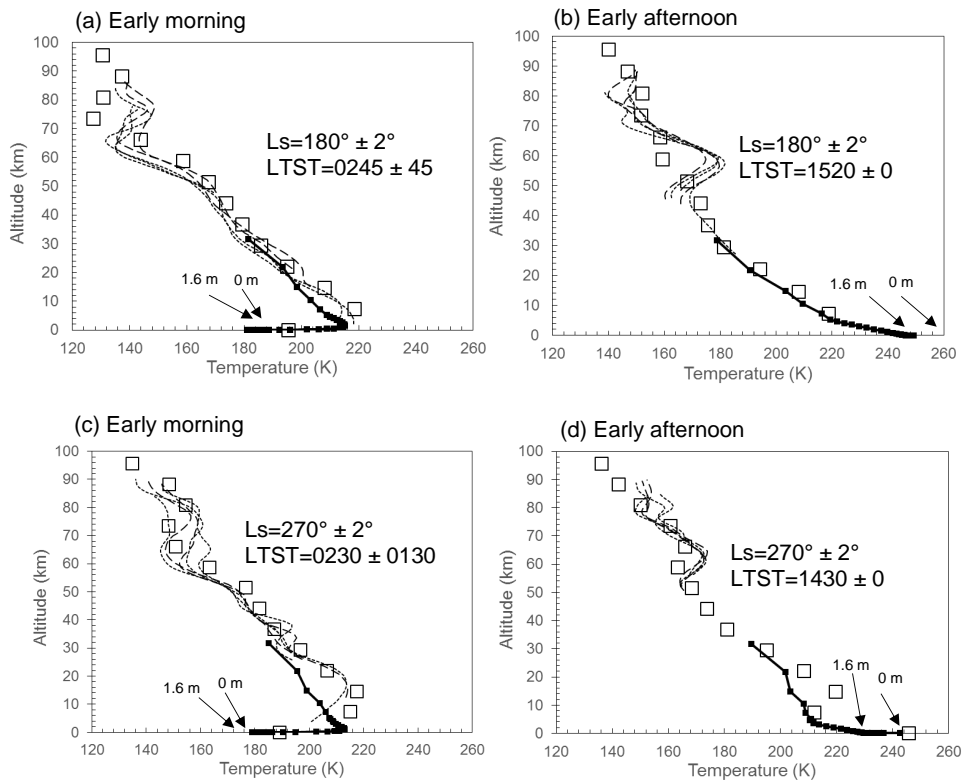 (a) Early morning
100
90
80
70
60
50
40
30
20
10
0
Altitude (km)
Ls=180° ± 2°
LTST=0245 ± 45
1.6 m
0 m
120 140 160 180 200 220 240 260
Temperature (K)
(b) Early afternoon
100
90
80
70
60
50
40
30
20
10
0
Altitude (km)
Ls=180° ± 2°
LTST=1520 ± 0
1.6 m
0 m
120 140 160 180 200 220 240 260
Temperature (K)
(c) Early morning
100
90
80
70
60
50
40
30
20
10
0
Altitude (km)
Ls=270° ± 2°
LTST=0230 ± 0130
1.6 m
0 m
120 140 160 180 200 220 240 260
Temperature (K)
(d) Early afternoon
100
90
80
70
60
50
40
30
20
10
0
Altitude (km)
Ls=270° ± 2°
LTST=1430 ± 0
1.6 m
0 m
120 140 160 180 200 220 240 260
Temperature (K)